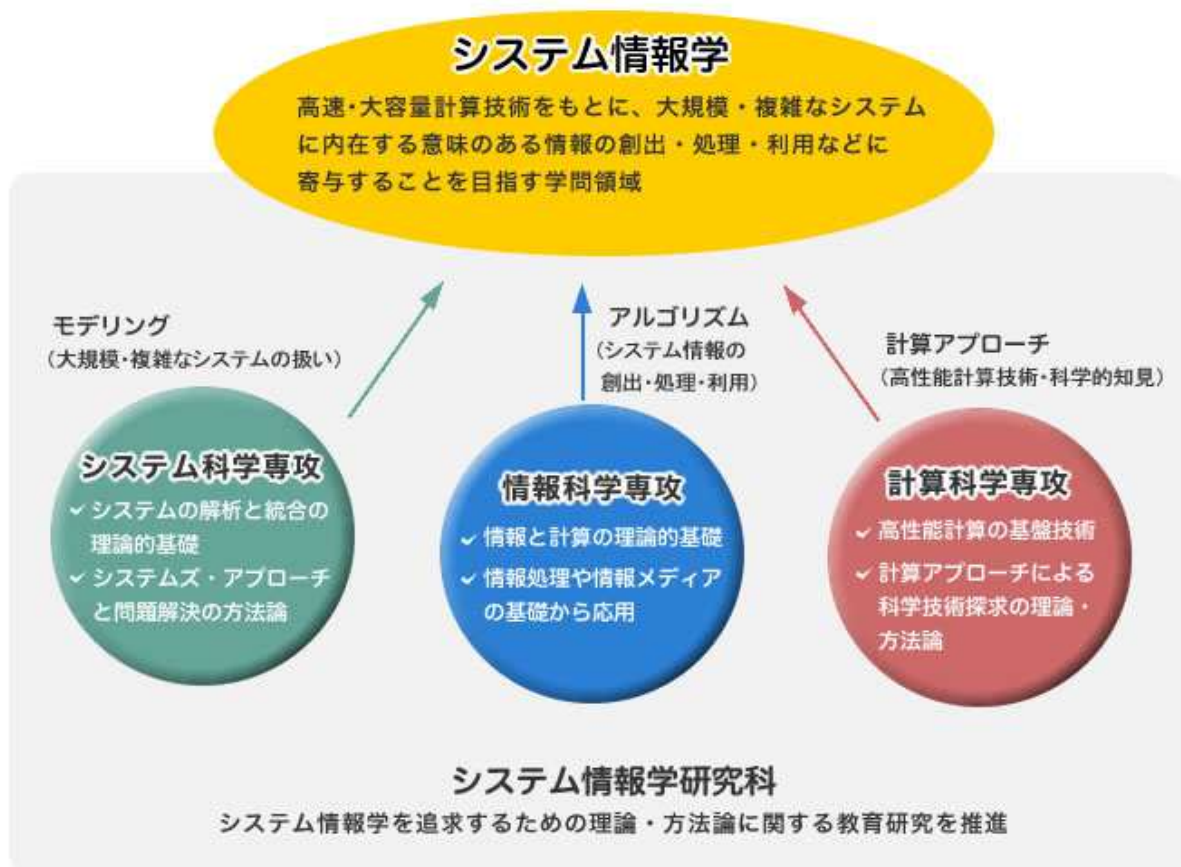 システム情報学
高速・大容量計算技術をもとに、大規模・複雑なシステム
に内在する意味のある情報の創出・処理・利用などに
寄与することを目指す学問領域
モデリング
(大規模・複雑なシステムの扱い)
アルゴリズム
(システム情報の
創出・処理・利用)
計算アプローチ
(高性能計算技術・科学的知見)
システム科学専攻
✓ システムの解析と統合の
理論的基礎
✓ システムズ・アプローチ
と問題解決の方法論
情報科学専攻
✓ 情報と計算の理論的基礎
✓ 情報処理や情報メディア
の基礎から応用
計算科学専攻
✓ 高性能計算の基盤技術
✓ 計算アプローチによる
科学技術探求の理論・
方法論
システム情報学研究科
システム情報学を追求するための理論・方法論に関する教育研究を推進